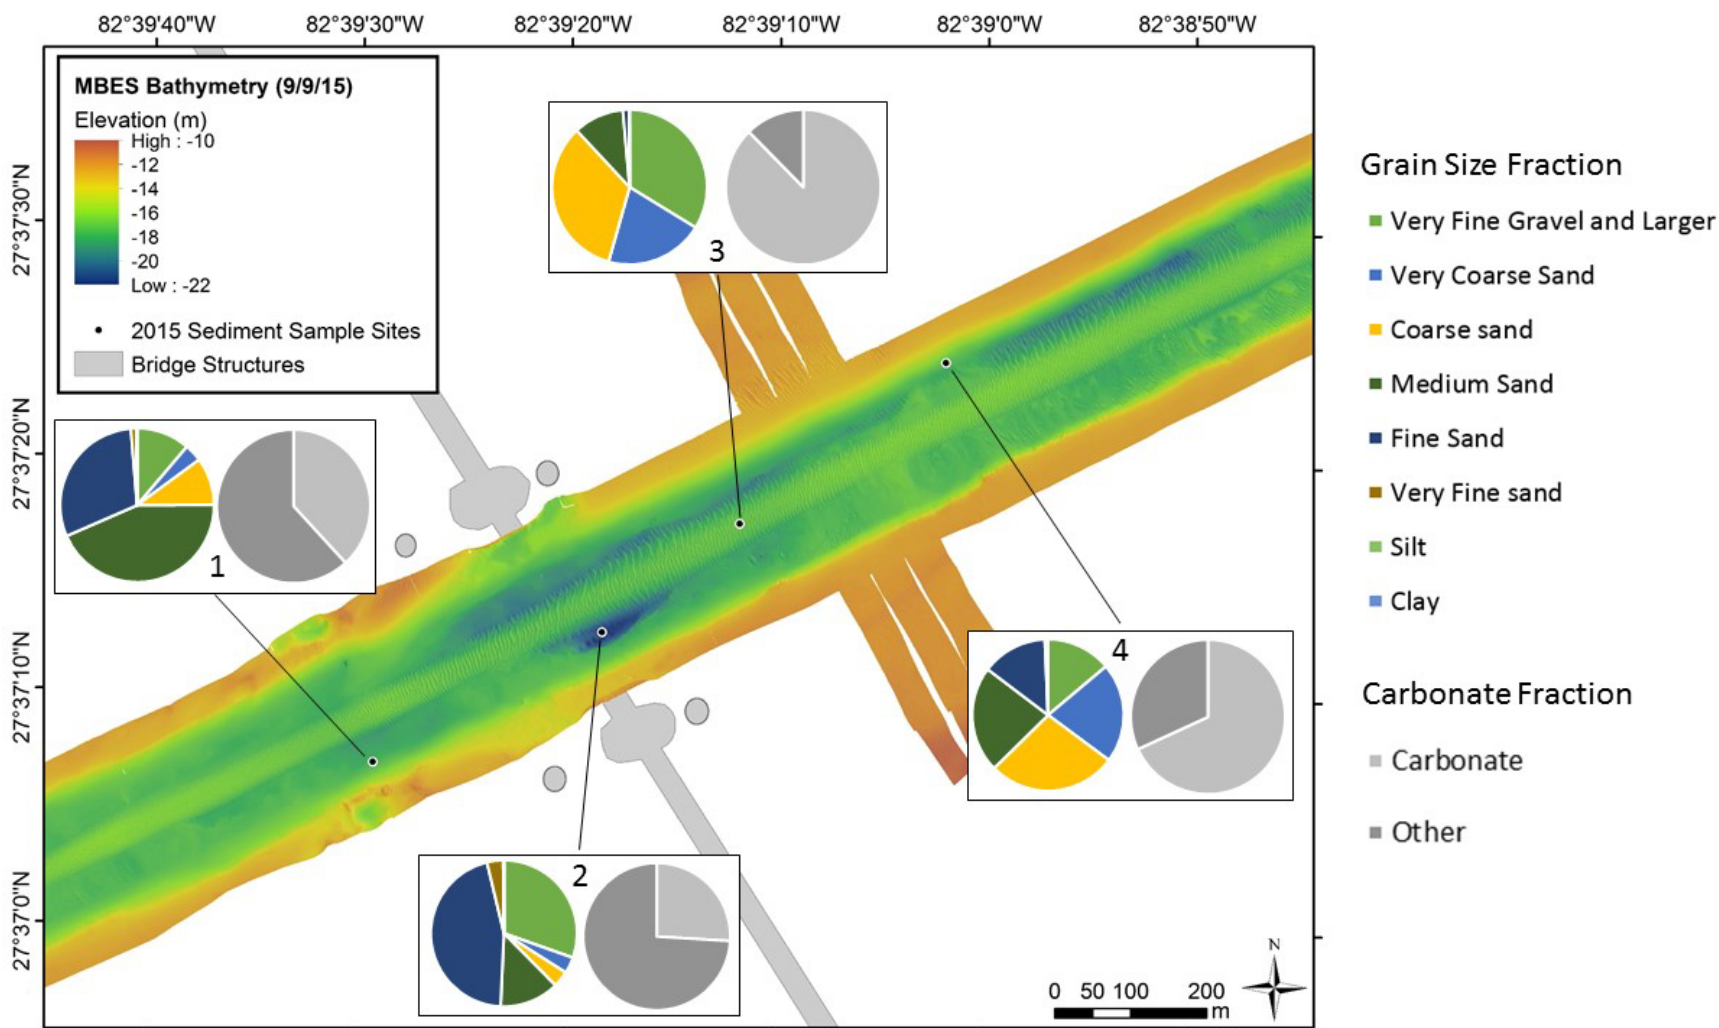 82°39'40"W 82°39'30"W 82°39'20"W 82°39'10"W 82°39'0"W 82°38'50"W
MBES Bathymetry (9/9/15)
Elevation (m)
High : -10
-12
-14
-16
-18
-20
Low : -22
2015 Sediment Sample Sites
Bridge Structures
27°37'30"N
27°37'20"N
27°37'10"N
27°37'0"N
3
1
4
2
0 50 100 200
m
N
Grain Size Fraction
Very Fine Gravel and Larger
Very Coarse Sand
Coarse sand
Medium Sand
Fine Sand
Very Fine sand
Silt
Clay
Carbonate Fraction
Carbonate
Other